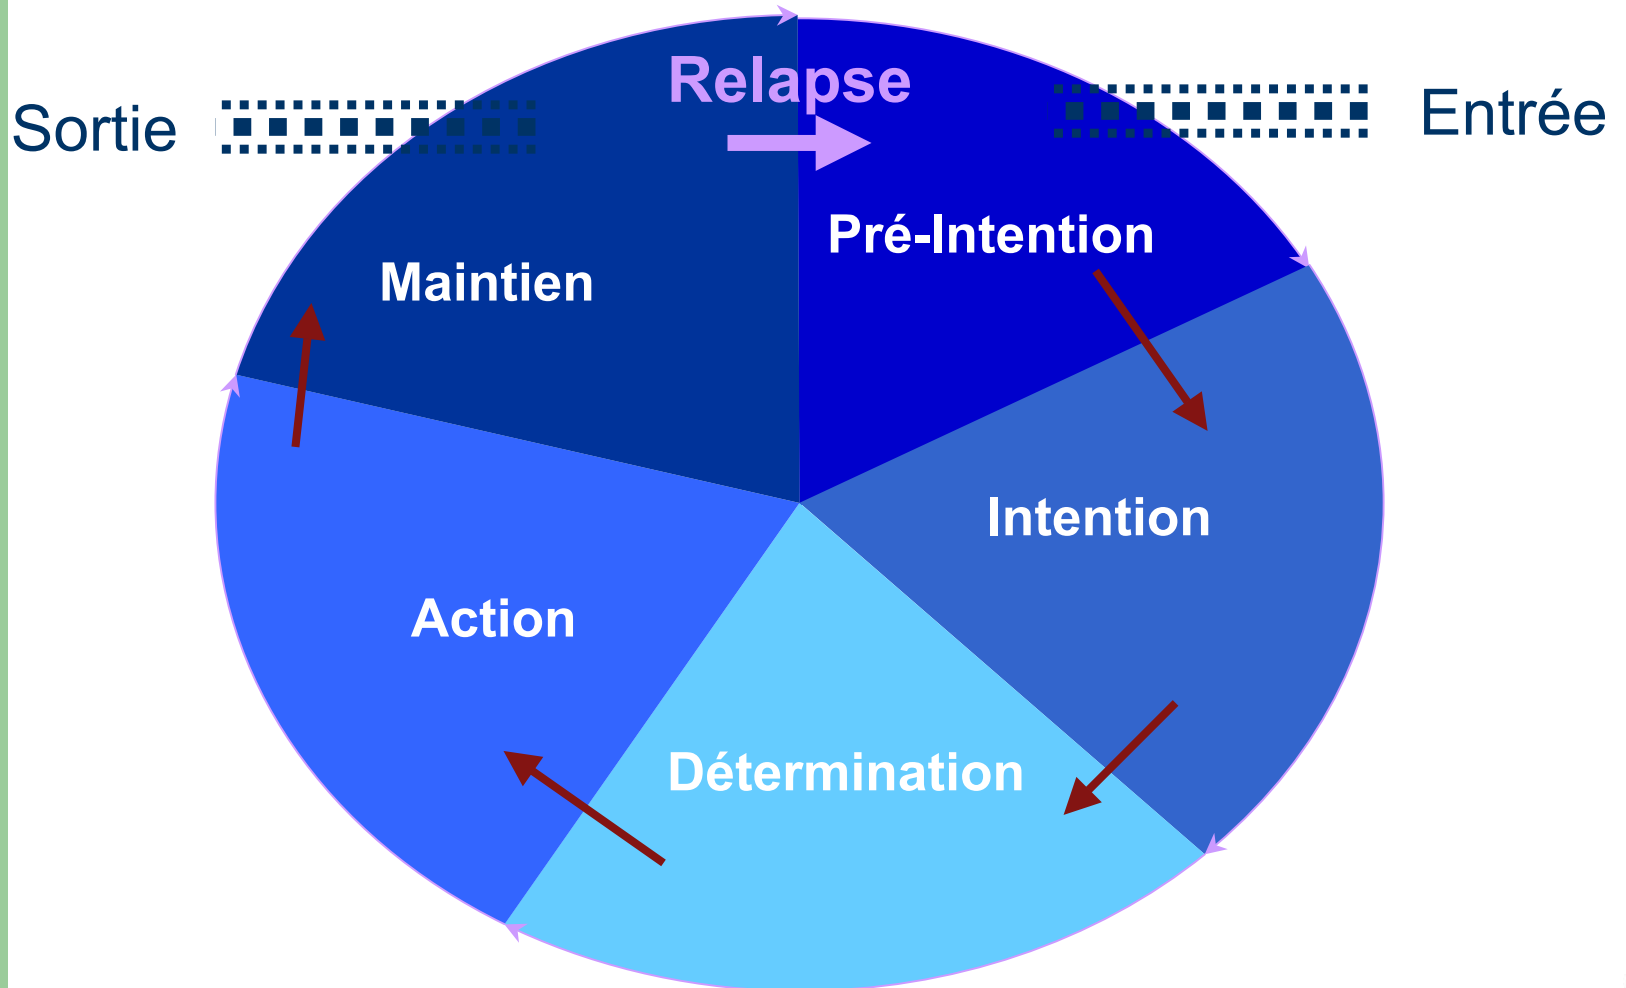 Relapse
Sortie
Entrée
Pré-Intention
Maintien
Intention
Action
Détermination